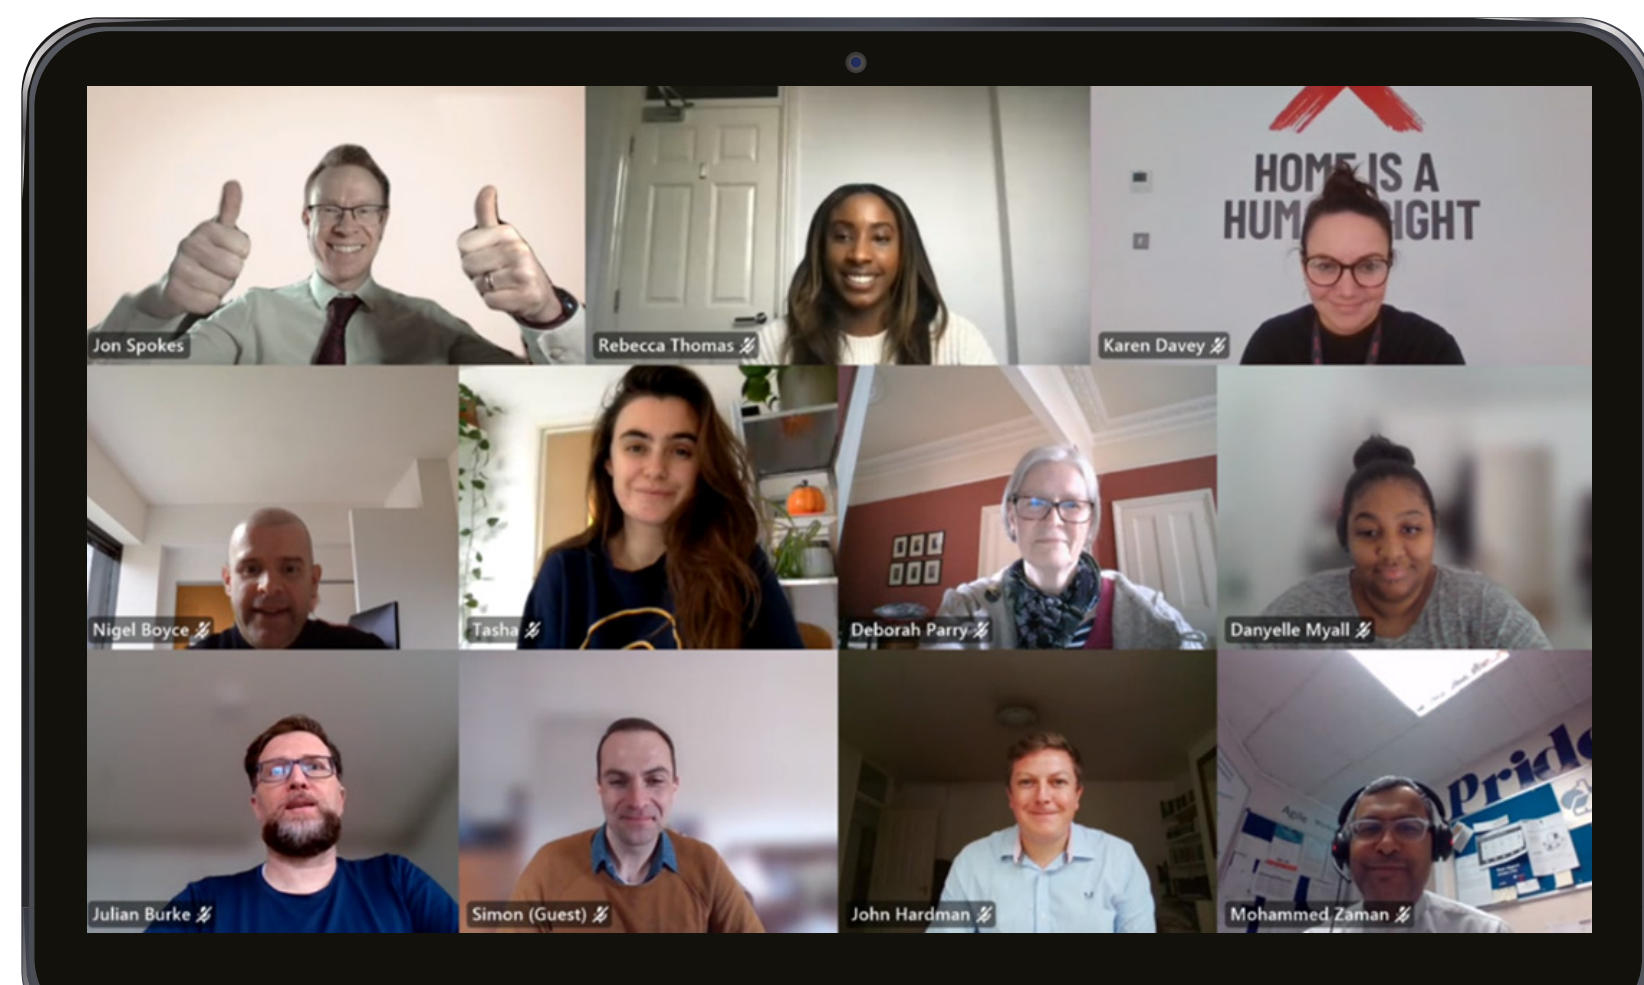 HOME IS A
HUM IGHT
Jon Spokes
Rebecca Thomas
Karen Davey
Nigel Boyce
Tasha
Deborah Parry
Danyelle Myall
Pride
Agile
Julian Burke
Simon (Guest)
John Hardman
Mohammed Zaman